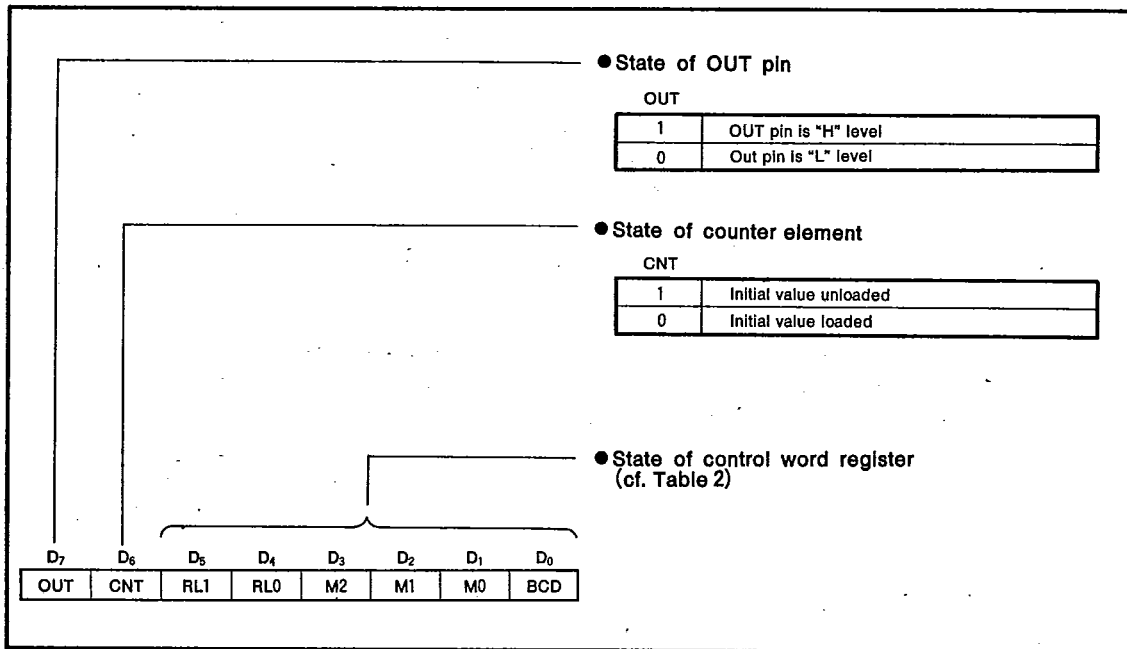 ● State of OUT pin
OUT
1 OUT pin is "H" level
0 Out pin is "L" level
● State of counter element
CNT
1 Initial value unloaded
0 Initial value loaded
● State of control word register
(cf. Table 2)
D₇ D₆ D₅ D₄ D₃ D₂ D₁ D₀
OUT CNT RL1 RL0 M2 M1 M0 BCD